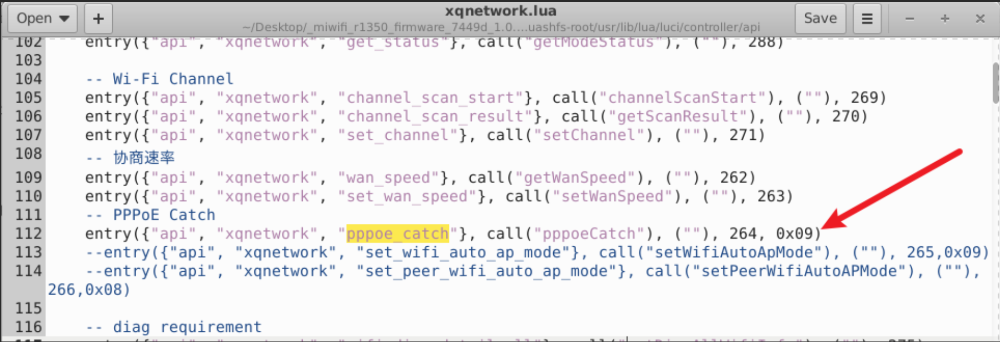 Open
+
xqnetwork.lua
~/Desktop/_miwifi_r1350_firmware_7449d_1.0....uashfs-root/usr/lib/lua/luci/controller/api
Save
102 entry({"api", "xqnetwork", "get_status"}, call("getModeStatus"), (""), 288)
103
104 -- Wi-Fi Channel
105 entry({"api", "xqnetwork", "channel_scan_start"}, call("channelScanStart"), (""), 269)
106 entry({"api", "xqnetwork", "channel_scan_result"}, call("getScanResult"), (""), 270)
107 entry({"api", "xqnetwork", "set_channel"}, call("setChannel"), (""), 271)
108 -- 协商速率
109 entry({"api", "xqnetwork", "wan_speed"}, call("getWanSpeed"), (""), 262)
110 entry({"api", "xqnetwork", "set_wan_speed"}, call("setWanSpeed"), (""), 263)
111 -- PPPoE Catch
112 entry({"api", "xqnetwork", "pppoe_catch"}, call("pppoeCatch"), (""), 264, 0x09)
113 --entry({"api", "xqnetwork", "set_wifi_auto_ap_mode"}, call("setWifiAutoApMode"), (""), 265,0x09)
114 --entry({"api", "xqnetwork", "set_peer_wifi_auto_ap_mode"}, call("setPeerWifiAutoAPMode"), (""),
266,0x08)
115
116 -- diag requirement